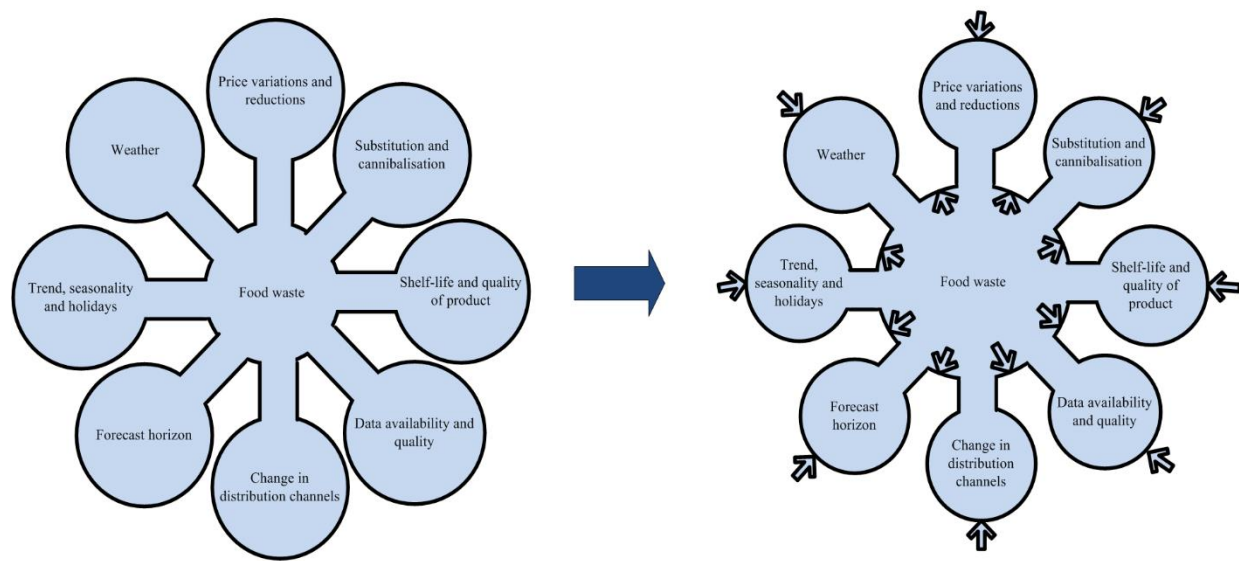 Price variations and
reductions
Weather
Substitution and
cannibalisation
Trend, seasonality
and holidays
Food waste
Shelf-life and quality
of product
Forecast horizon
Data availability and
quality
Change in
distribution channels
Price variations
and reductions
Weather
Substitution and
cannibalisation
Trend,
seasonality and
holidays
Food waste
Shelf-life and
quality of
product
Forecast
horizon
Data availability
and quality
Change in
distribution
channels